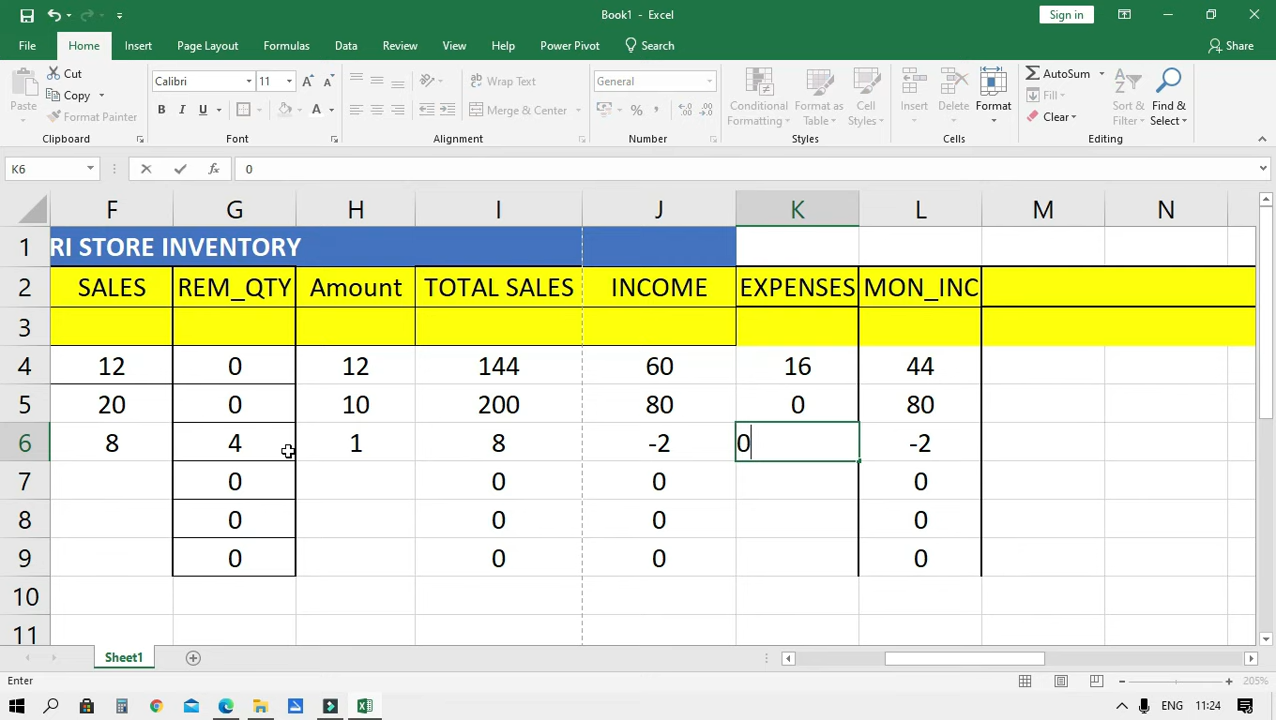 Book1 - Excel
Sign in
File Home Insert Page Layout Formulas Data Review View Help Power Pivot Search Share
Cut
Copy
Format Painter
Paste
Clipboard
Calibri 11
B I U
Font
Wrap Text
Merge & Center
Alignment
General
Number
Conditional Formatting
Format as Table
Cell Styles
Styles
Insert
Delete
Format
Cells
AutoSum
Fill
Clear
Sort & Filter
Find & Select
Editing
K6 fx 0
F G H I J K L M N
1 RI STORE INVENTORY
2 SALES REM_QTY Amount TOTAL SALES INCOME EXPENSES MON_INC
3
4 12 0 12 144 60 16 44
5 20 0 10 200 80 0 80
6 8 4 1 8 -2 0 -2
7 0 0 0 0
8 0 0 0 0
9 0 0 0 0
10
11
Sheet1
Enter 205%
ENG 11:24